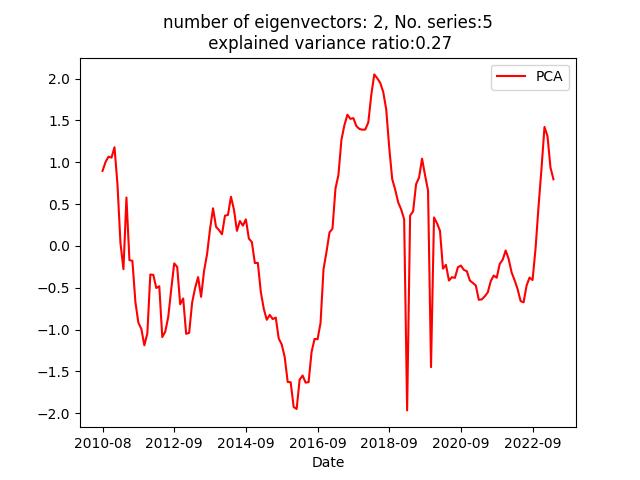 number of eigenvectors: 2, No. series:5
explained variance ratio:0.27
PCA
2.0
1.5
1.0
0.5
0.0
−0.5
−1.0
−1.5
−2.0
2010-08 2012-09 2014-09 2016-09 2018-09 2020-09 2022-09
Date